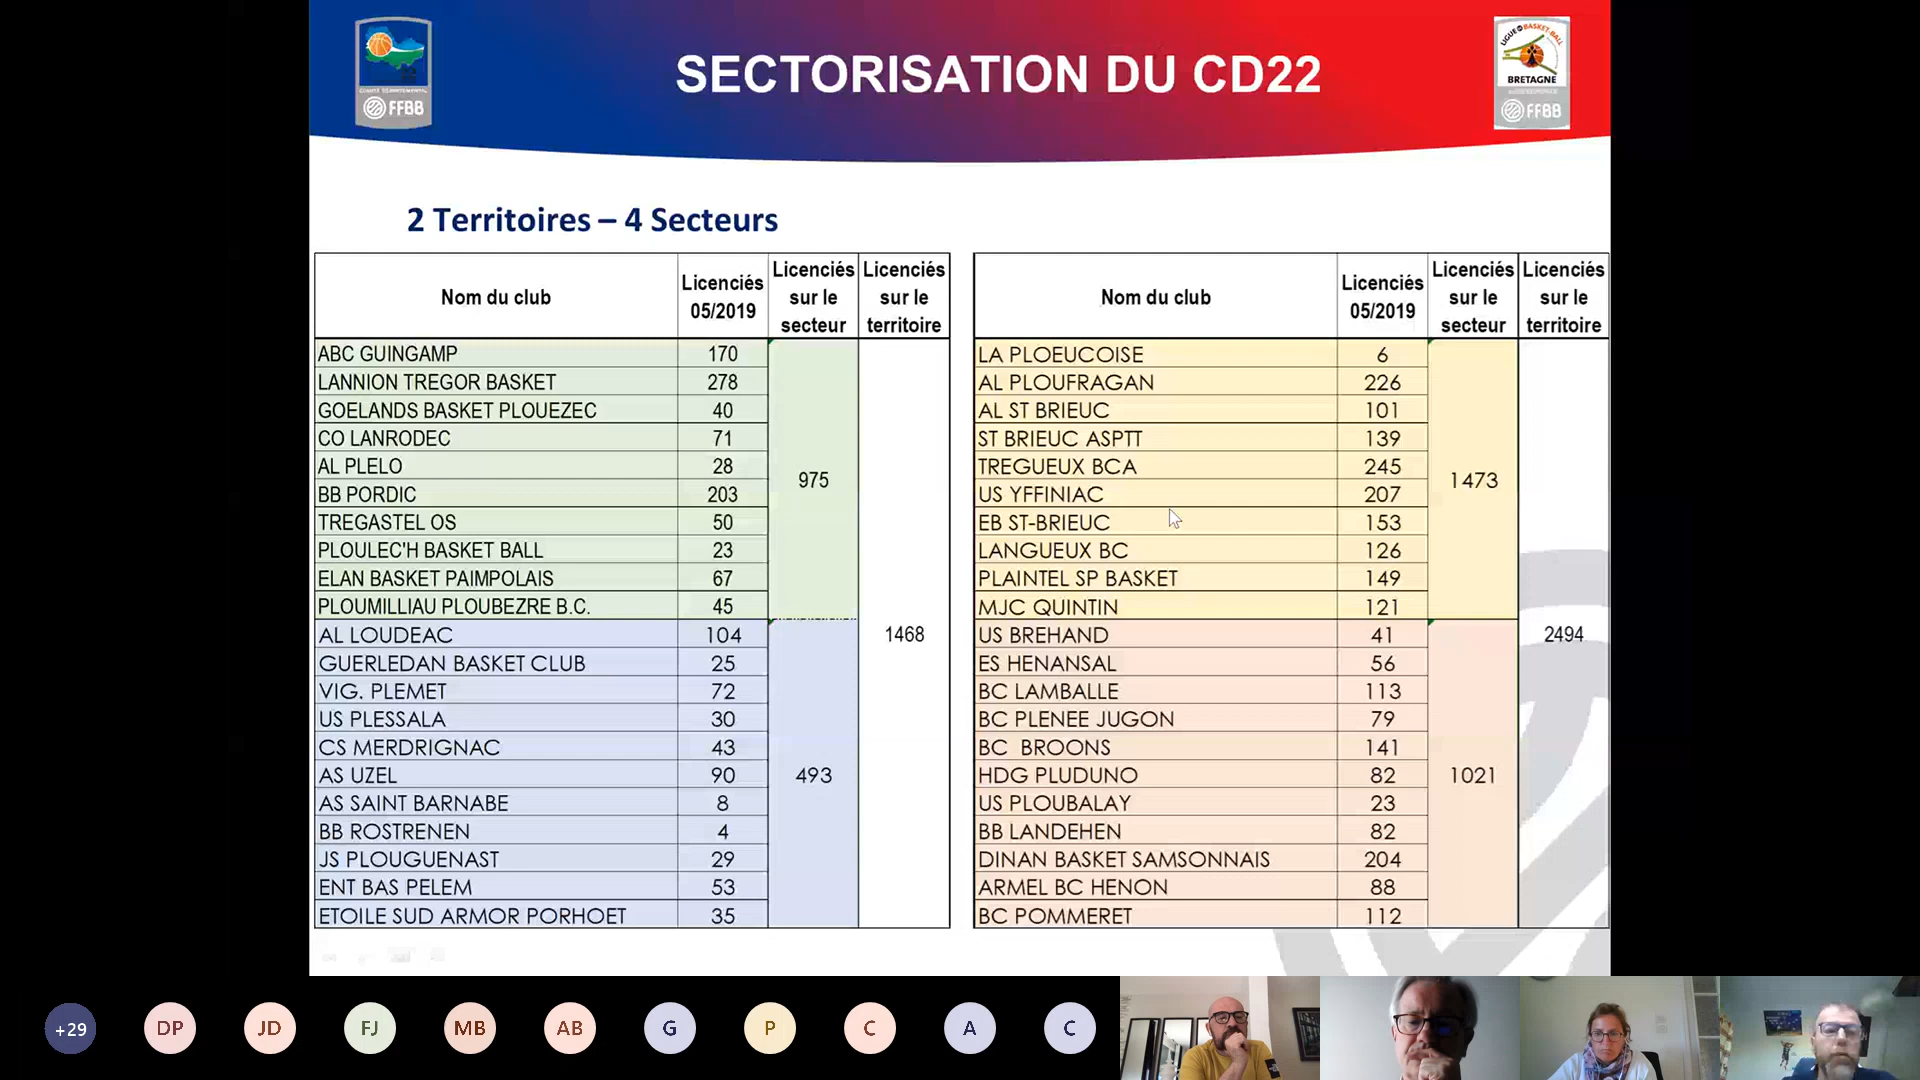 FFBB
SECTORISATION DU CD22
LIGUE DE BASKET-BALL
BRETAGNE
FFBB
2 Territoires – 4 Secteurs
Nom du club Licenciés 05/2019 Licenciés sur le secteur Licenciés sur le territoire
ABC GUINGAMP 170
LANNION TREGOR BASKET 278
GOELANDS BASKET PLOUEZEC 40
CO LANRODEC 71
AL PLELO 28
975
BB PORDIC 203
TREGASTEL OS 50
PLOULEC'H BASKET BALL 23
ELAN BASKET PAIMPOLAIS 67
PLOUMILLIAU PLOUBEZRE B.C. 45
AL LOUDEAC 104
1468
GUERLEDAN BASKET CLUB 25
VIG. PLEMET 72
US PLESSALA 30
CS MERDRIGNAC 43
AS UZEL 90
493
AS SAINT BARNABE 8
BB ROSTRENEN 4
JS PLOUGUENAST 29
ENT BAS PELEM 53
ETOILE SUD ARMOR PORHOET 35
Nom du club Licenciés 05/2019 Licenciés sur le secteur Licenciés sur le territoire
LA PLOEUCOISE 6
AL PLOUFRAGAN 226
AL ST BRIEUC 101
ST BRIEUC ASPTT 139
TREGUEUX BCA 245
1473
US YFFINIAC 207
EB ST-BRIEUC 153
LANGUEUX BC 126
PLAINTEL SP BASKET 149
MJC QUINTIN 121
US BREHAND 41
2494
ES HENANSAL 56
BC LAMBALLE 113
BC PLENEE JUGON 79
BC BROONS 141
HDG PLUDUNO 82
1021
US PLOUBALAY 23
BB LANDEHEN 82
DINAN BASKET SAMSONNAIS 204
ARMEL BC HENON 88
BC POMMERET 112
+29 DP JD FJ MB AB G P C A C